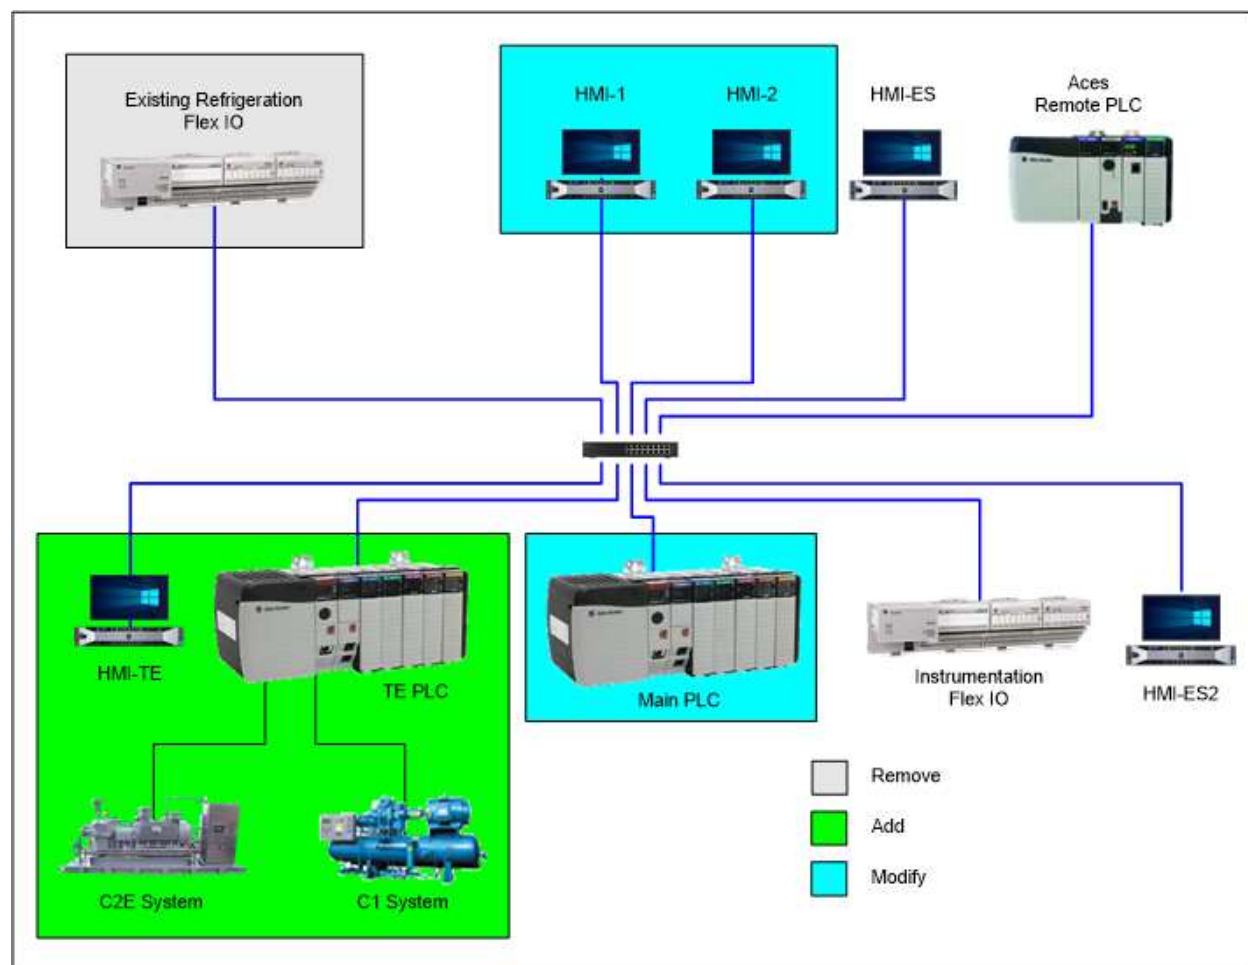 Existing Refrigeration
Flex IO
HMI-1
HMI-2
HMI-ES
Aces
Remote PLC
HMI-TE
TE PLC
Main PLC
Instrumentation
Flex IO
HMI-ES2
C2E System
C1 System
Remove
Add
Modify